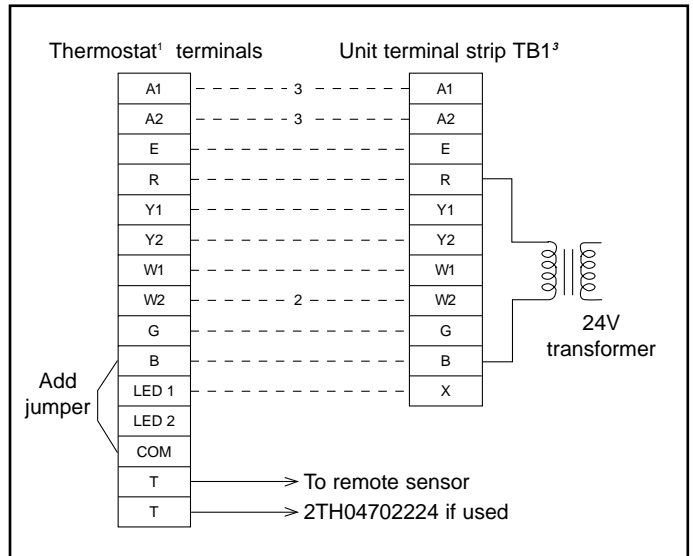 Thermostat¹ terminals Unit terminal strip TB1³
A1 3 A1
A2 3 A2
E E
R R
Y1 Y1
Y2 Y2
W1 W1
W2 2 W2
G G
B B
LED 1 X
LED 2
COM
T To remote sensor
T 2TH04702224 if used
Add
jumper
24V
transformer